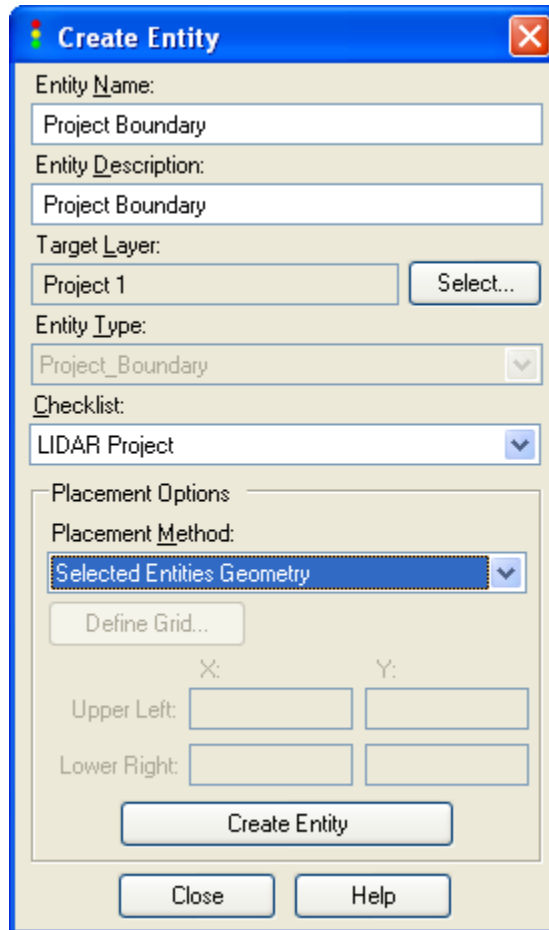 Create Entity
Entity Name:
Project Boundary
Entity Description:
Project Boundary
Target Layer:
Project 1
Select...
Entity Type:
Project_Boundary
Checklist:
LIDAR Project
Placement Options
Placement Method:
Selected Entities Geometry
Define Grid...
X: Y:
Upper Left:
Lower Right:
Create Entity
Close Help